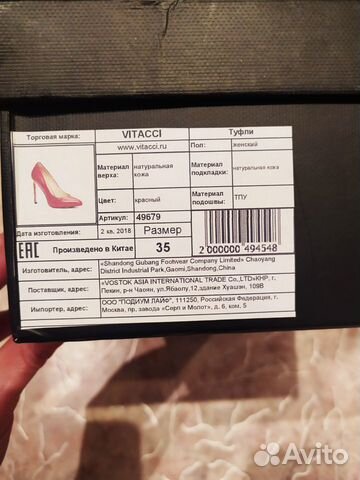 Торговая марка: VITACCI Туфли
www.vitacci.ru Пол: женский
Материал верха: натуральная кожа Материал подкладки: натуральная кожа
Цвет: красный Материал подошвы: ТПУ
Артикул: 49679
Дата изготовления: 2 кв. 2018 Размер
EAC Произведено в Китае 35 2 000000 494548
Изготовитель, адрес: «Shandong Gubang Footwear Company Limited» Chaoyang
District Industrial Park,Gaomi,Shandong,China
Поставщик, адрес: «VOSTOK ASIA INTERNATIONAL TRADE Co.,LTD»КНР, г.
Пекин, р-н Чаоян, ул.Ябаолу,12,здание Хуашэн, 109В
Импортер, адрес: ООО "ПОДИУМ ЛАЙФ", 111250, Российская Федерация, г.
Москва, пр. завода «Серп и Молот», д. 6, ком. 5
Avito